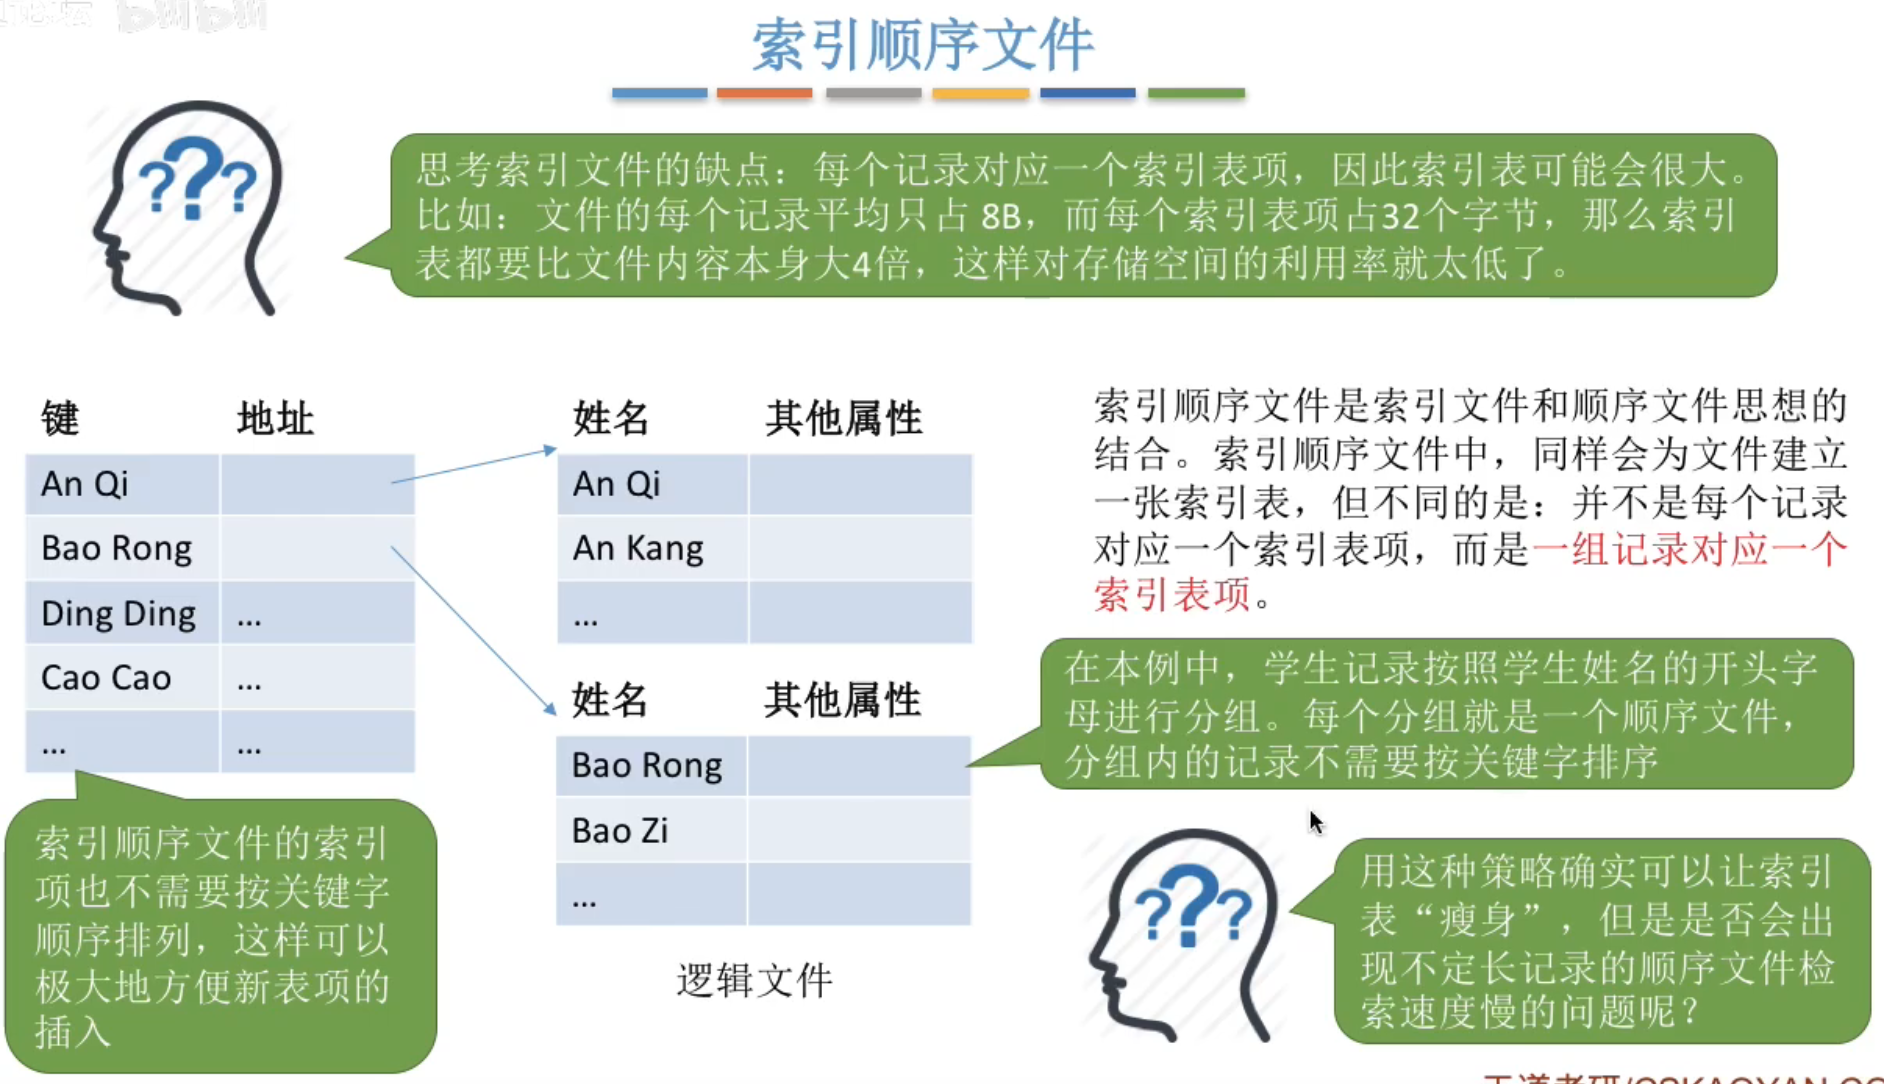 索引顺序文件
思考索引文件的缺点：每个记录对应一个索引表项，因此索引表可能会很大。
比如：文件的每个记录平均只占 8B，而每个索引表项占32个字节，那么索引
表都要比文件内容本身大4倍，这样对存储空间的利用率就太低了。
键 地址
An Qi
Bao Rong
Ding Ding ...
Cao Cao ...
... ...
姓名 其他属性
An Qi
An Kang
...
姓名 其他属性
Bao Rong
Bao Zi
...
逻辑文件
索引顺序文件是索引文件和顺序文件思想的
结合。索引顺序文件中，同样会为文件建立
一张索引表，但不同的是：并不是每个记录
对应一个索引表项，而是一组记录对应一个
索引表项。
在本例中，学生记录按照学生姓名的开头字
母进行分组。每个分组就是一个顺序文件，
分组内的记录不需要按关键字排序
索引顺序文件的索引
项也不需要按关键字
顺序排列，这样可以
极大地方便新表项的
插入
用这种策略确实可以让索引
表“瘦身”，但是是否会出
现不定长记录的顺序文件检
索速度慢的问题呢？